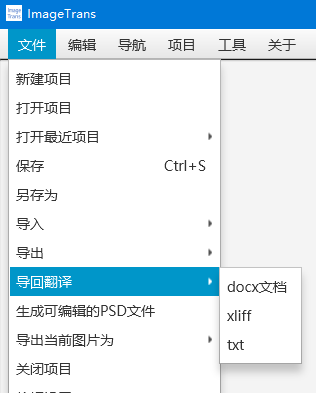 Image
Trans
ImageTrans
文件 编辑 导航 项目 工具 关于
新建项目
打开项目
打开最近项目
保存 Ctrl+S
另存为
导入
导出
导回翻译
docx文档
生成可编辑的PSD文件
xliff
导出当前图片为
txt
关闭项目